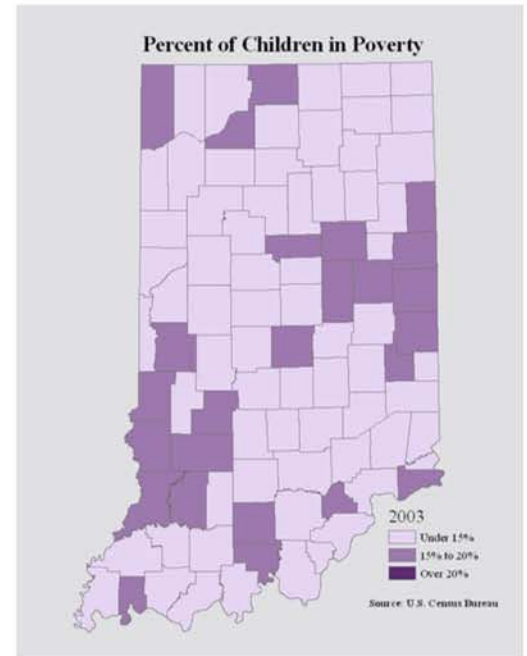 Percent of Children in Poverty
2003
Under 15%
15% to 20%
Over 20%
Source: U.S. Census Bureau